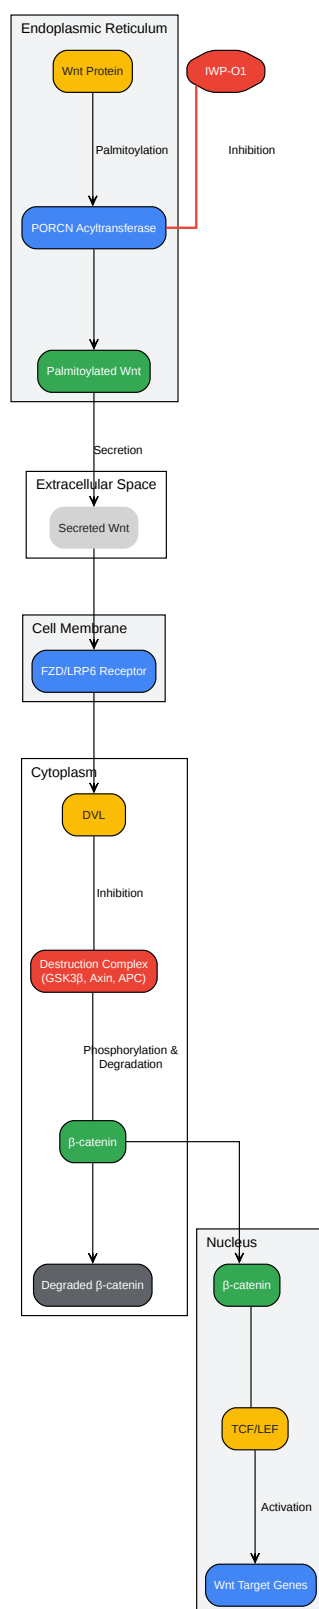 Endoplasmic Reticulum
Wnt Protein
IWP-O1
Palmitoylation
Inhibition
PORCN Acyltransferase
Palmitoylated Wnt
Secretion
Extracellular Space
Secreted Wnt
Cell Membrane
FZD/LRP6 Receptor
Cytoplasm
DVL
Inhibition
Destruction Complex
(GSK3β, Axin, APC)
Phosphorylation &
Degradation
β-catenin
Nucleus
Degraded β-catenin
β-catenin
TCF/LEF
Activation
Wnt Target Genes